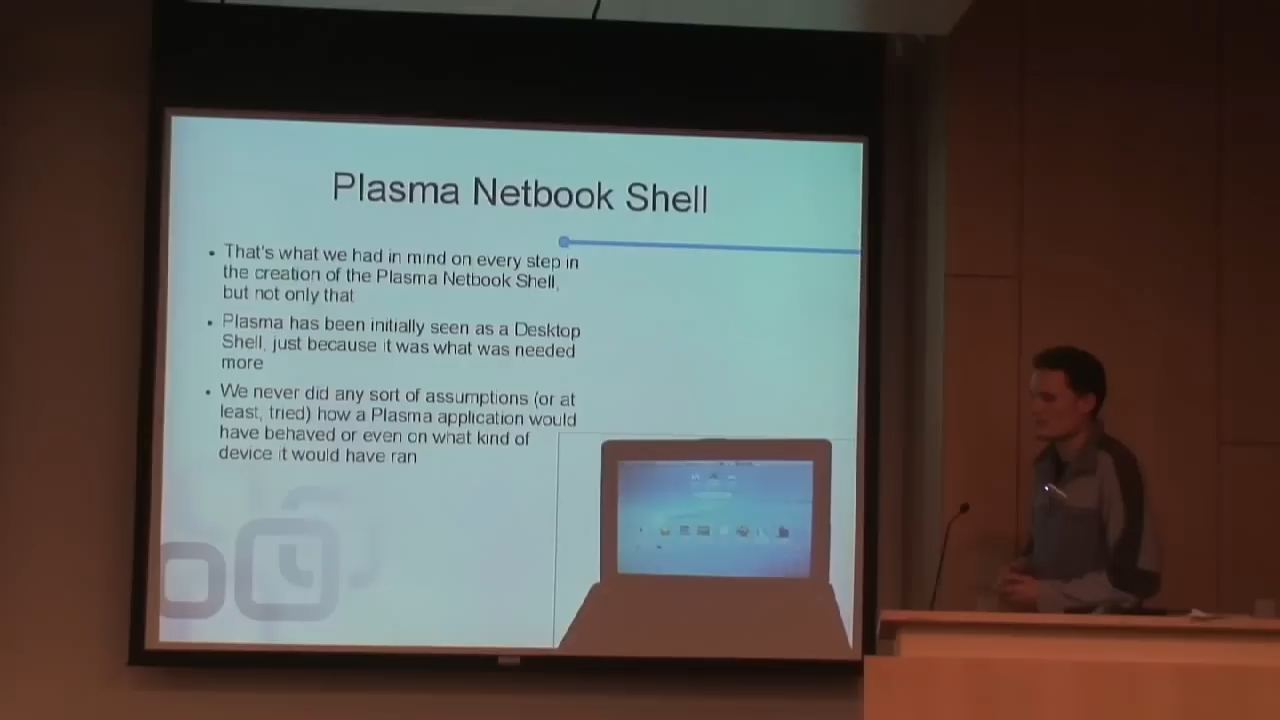 Plasma Netbook Shell
• That's what we had in mind on every step in
the creation of the Plasma Netbook Shell,
but not only that
• Plasma has been initially seen as a Desktop
Shell, just because it was what was needed
more
• We never did any sort of assumptions (or at
least, tried) how a Plasma application would
have behaved or even on what kind of
device it would have ran